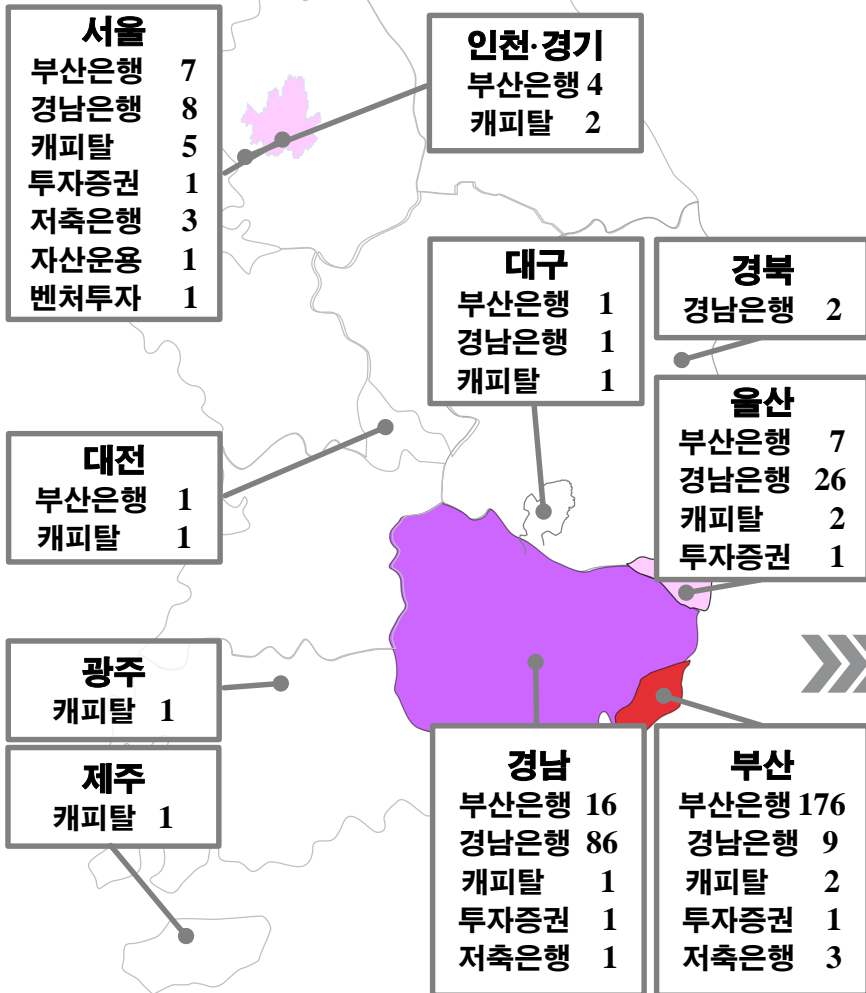 서울
부산은행 7
경남은행 8
캐피탈 5
투자증권 1
저축은행 3
자산운용 1
벤처투자 1
인천·경기
부산은행 4
캐피탈 2
대구
부산은행 1
경남은행 1
캐피탈 1
경북
경남은행 2
울산
부산은행 7
경남은행 26
캐피탈 2
투자증권 1
대전
부산은행 1
캐피탈 1
광주
캐피탈 1
제주
캐피탈 1
경남
부산은행 16
경남은행 86
캐피탈 1
투자증권 1
저축은행 1
부산
부산은행 176
경남은행 9
캐피탈 2
투자증권 1
저축은행 3